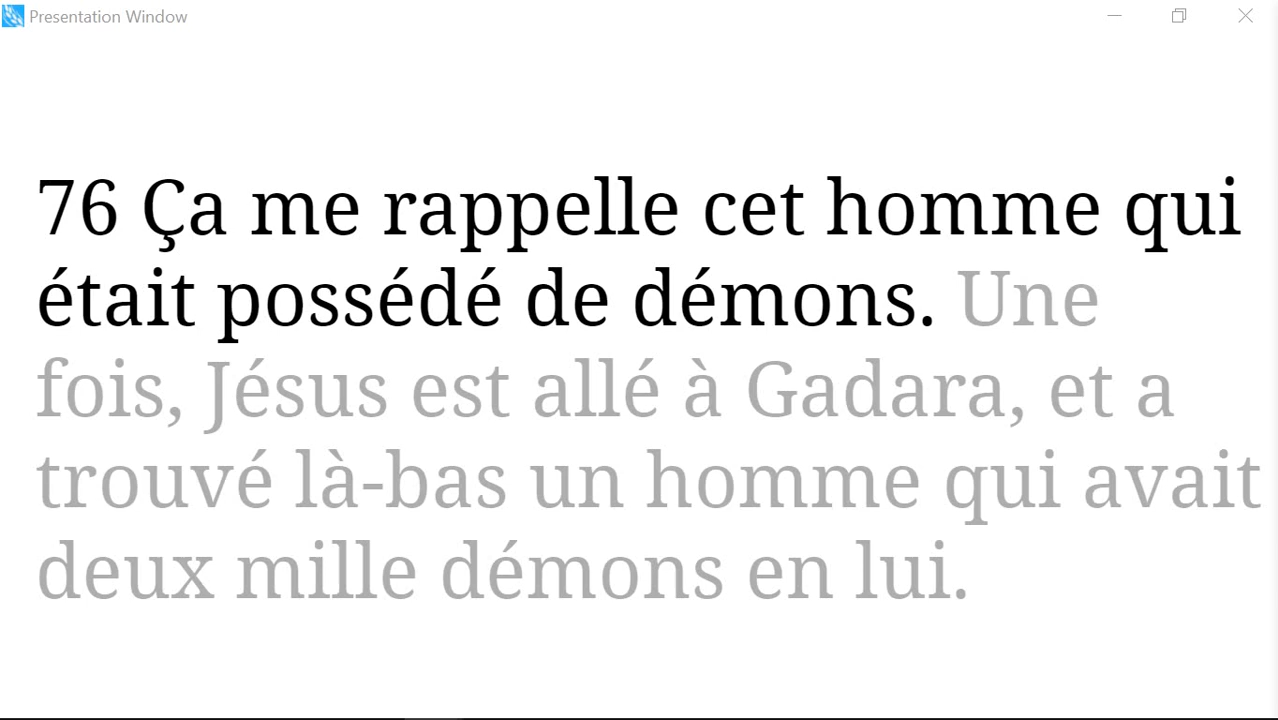 Presentation Window
76 Ça me rappelle cet homme qui
était possédé de démons. Une
fois, Jésus est allé à Gadara, et a
trouvé là-bas un homme qui avait
deux mille démons en lui.